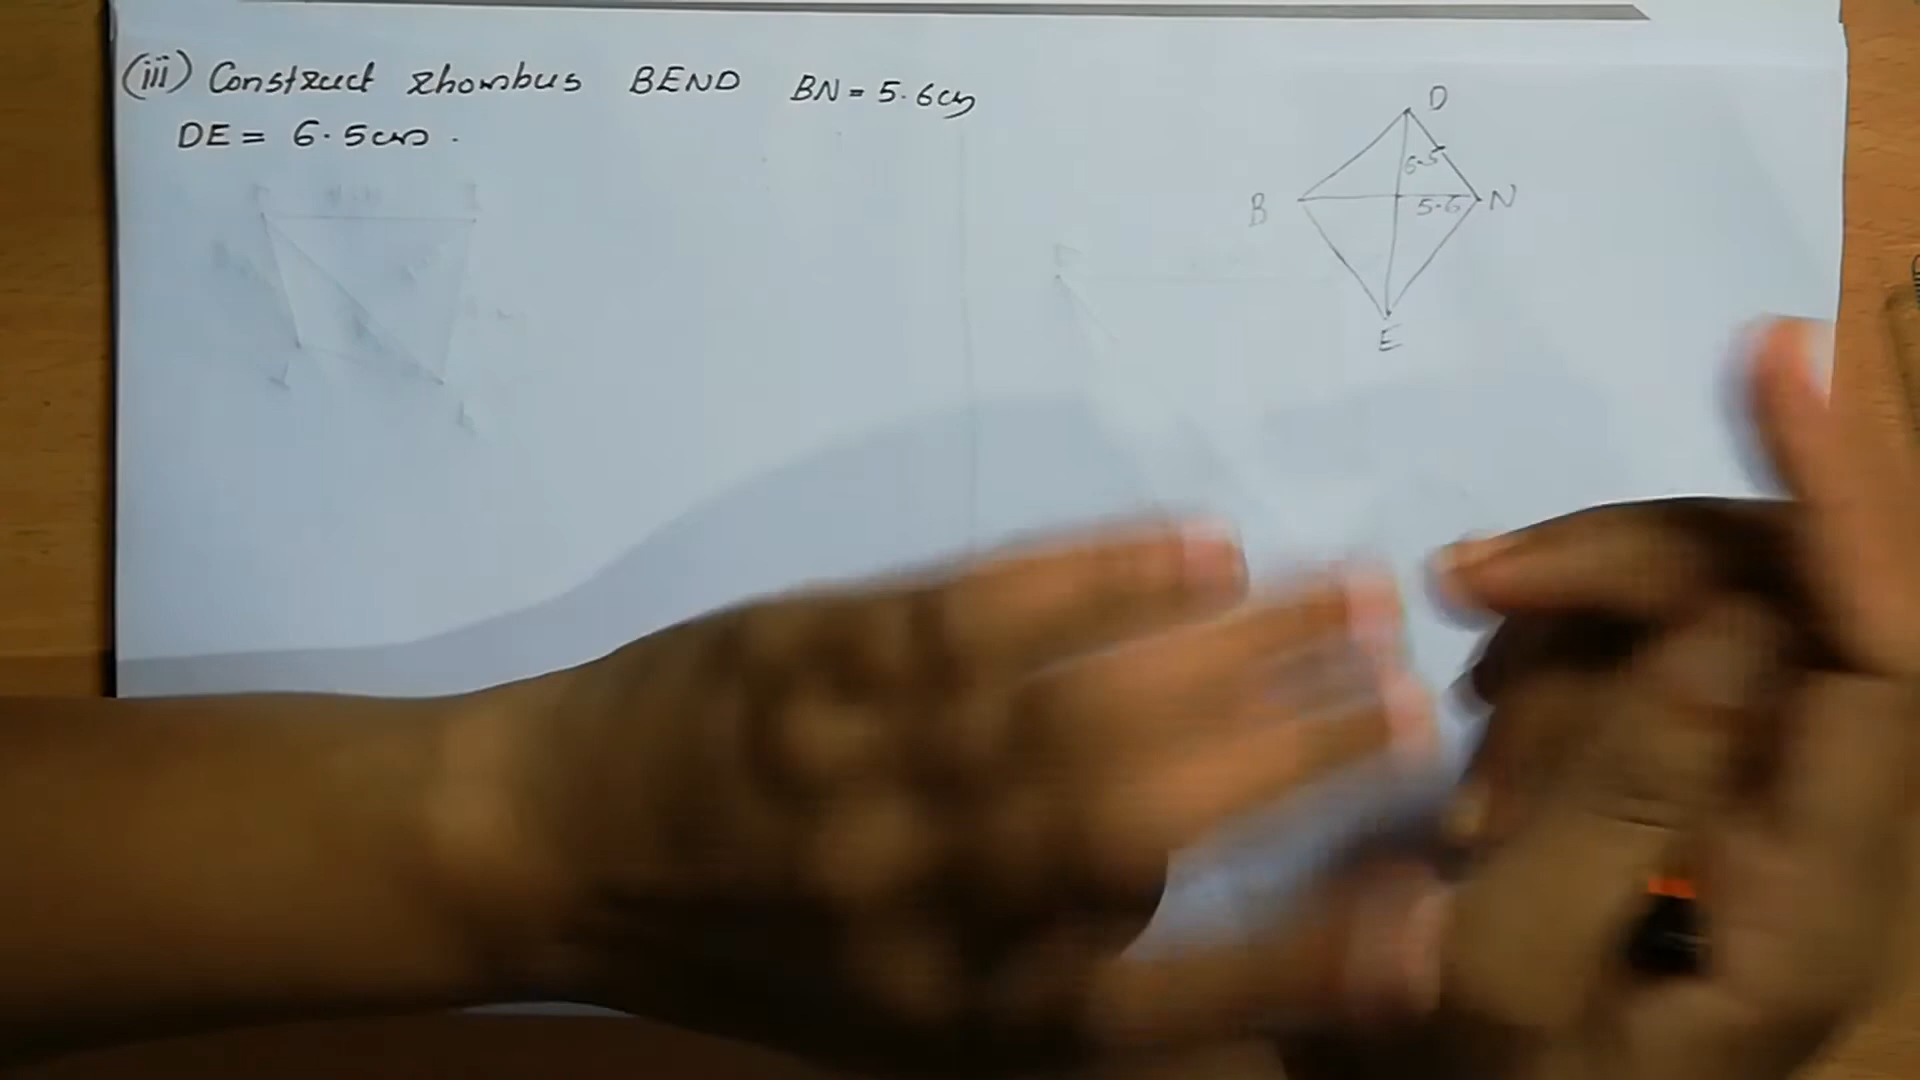 (iii) Construct rhombus BEND BN = 5.6cm
DE = 6.5cm.
D
6.5
B
5.6 N
E